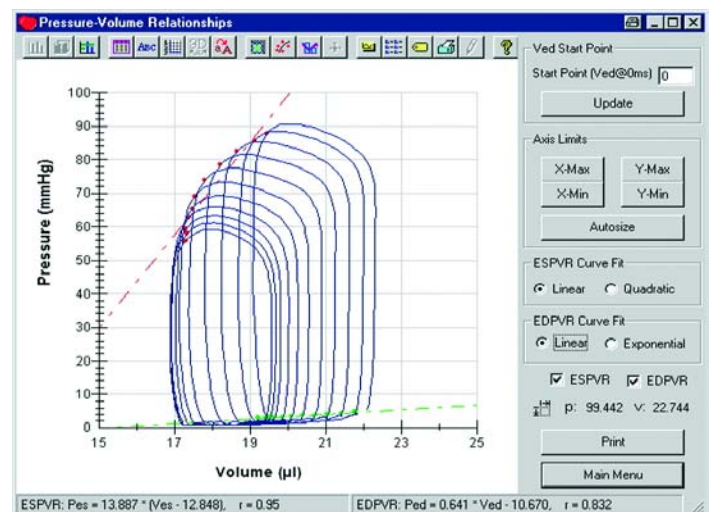 Pressure-Volume Relationships
Abc
3D
A
?
Ved Start Point
Start Point (Ved@0ms) 0
Update
Axis Limits
X-Max Y-Max
X-Min Y-Min
Autosize
ESPVR Curve Fit
Linear Quadratic
EDPVR Curve Fit
Linear Exponential
ESPVR EDPVR
p: 99.442 v: 22.744
Print
Main Menu
Pressure (mmHg)
100
90
80
70
60
50
40
30
20
10
0
15 17 19 21 23 25
Volume (µl)
ESPVR: Pes = 13.887 * (Ves - 12.848), r = 0.95
EDPVR: Ped = 0.641 * Ved - 10.670, r = 0.832